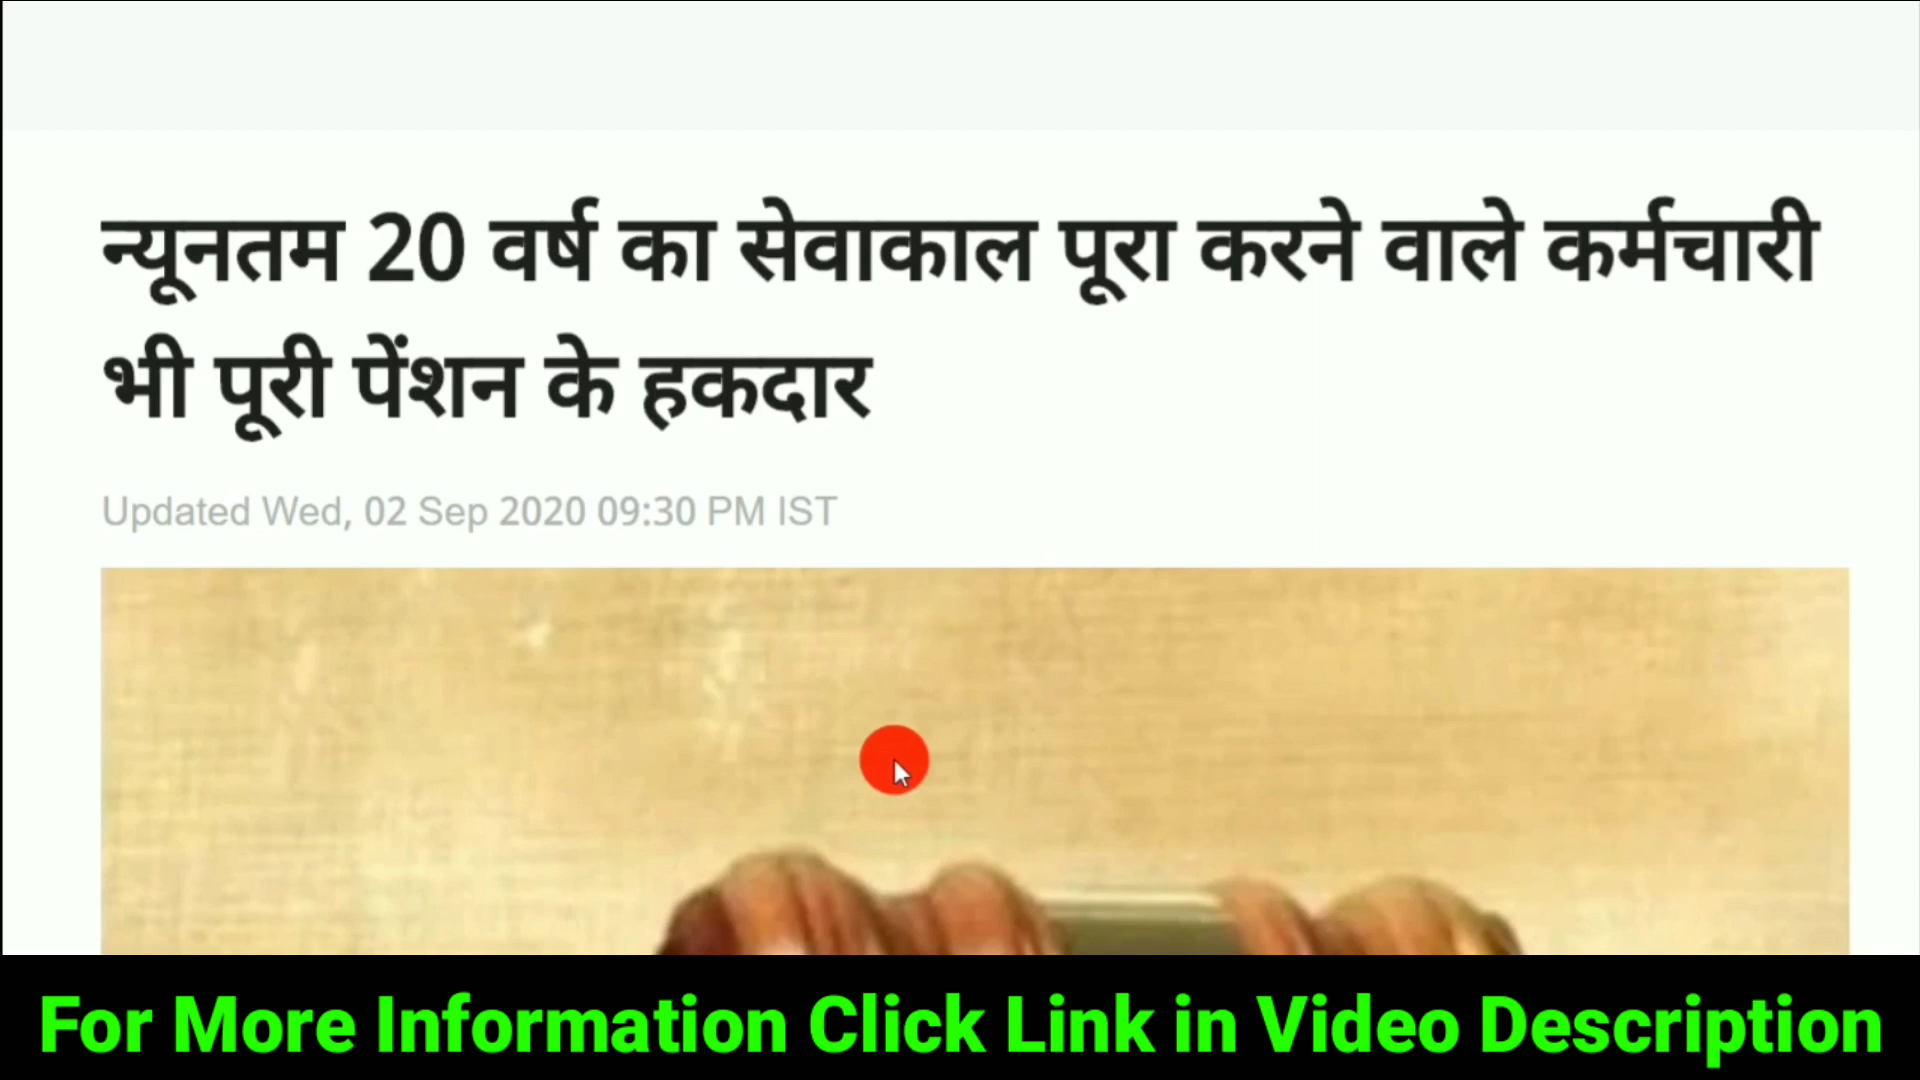 न्यूनतम 20 वर्ष का सेवाकाल पूरा करने वाले कर्मचारी
भी पूरी पेंशन के हकदार
Updated Wed, 02 Sep 2020 09:30 PM IST
For More Information Click Link in Video Description